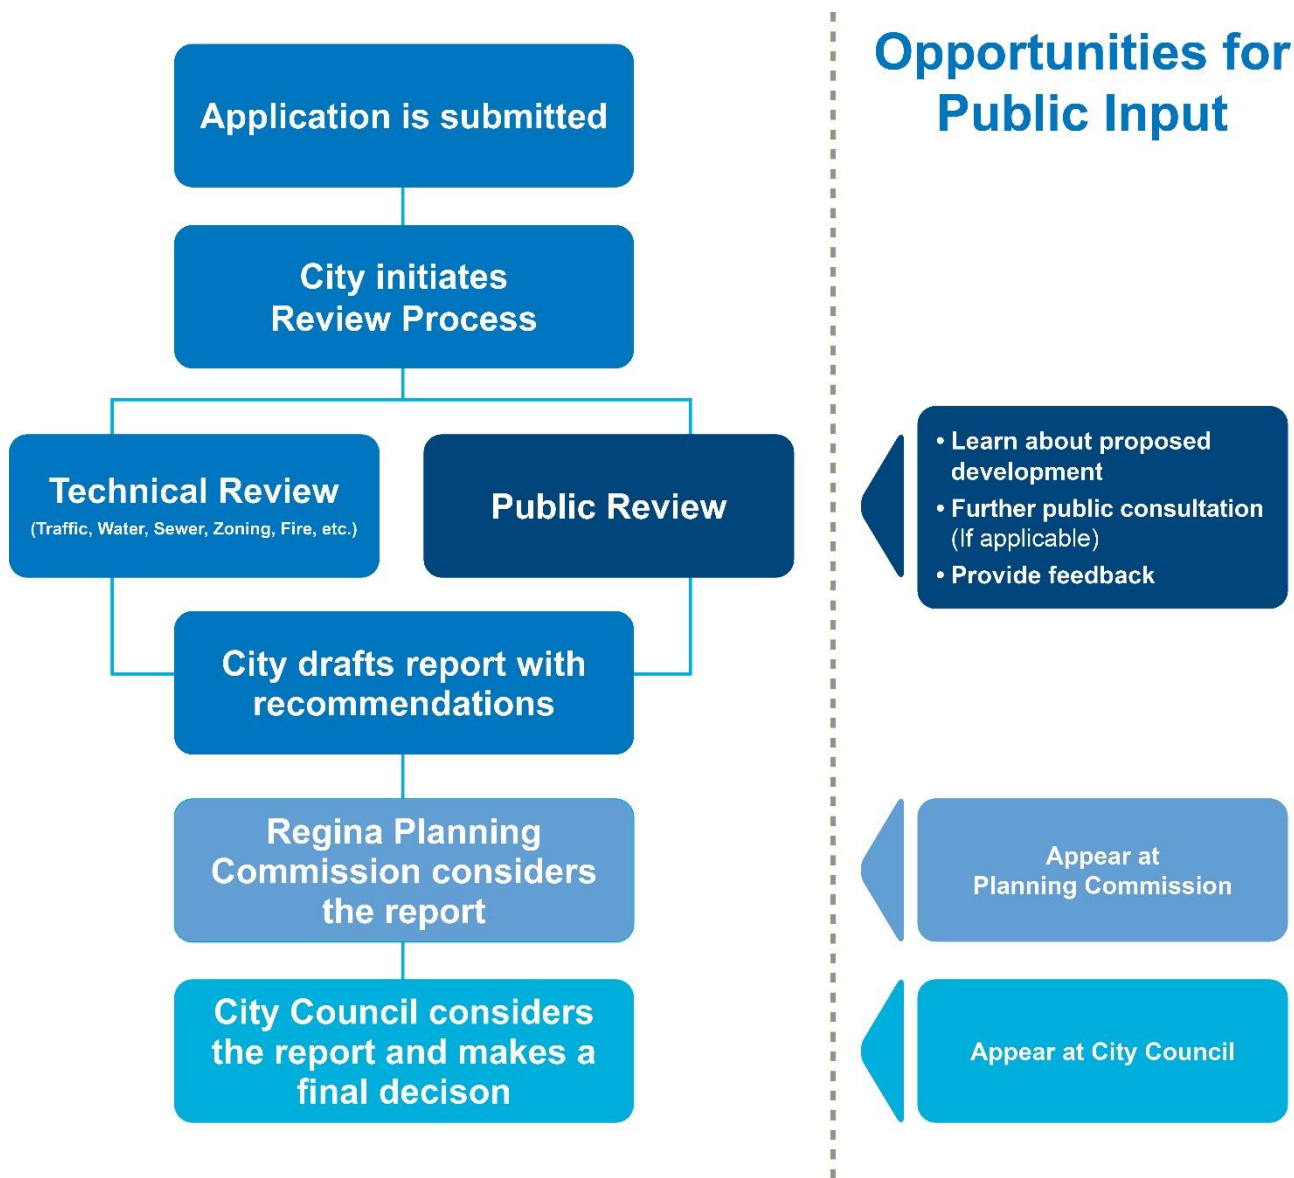 Opportunities for
Public Input
Application is submitted
City initiates
Review Process
Technical Review
(Traffic, Water, Sewer, Zoning, Fire, etc.)
Public Review
• Learn about proposed
development
• Further public consultation
(If applicable)
• Provide feedback
City drafts report with
recommendations
Regina Planning
Commission considers
the report
Appear at
Planning Commission
City Council considers
the report and makes a
final decison
Appear at City Council